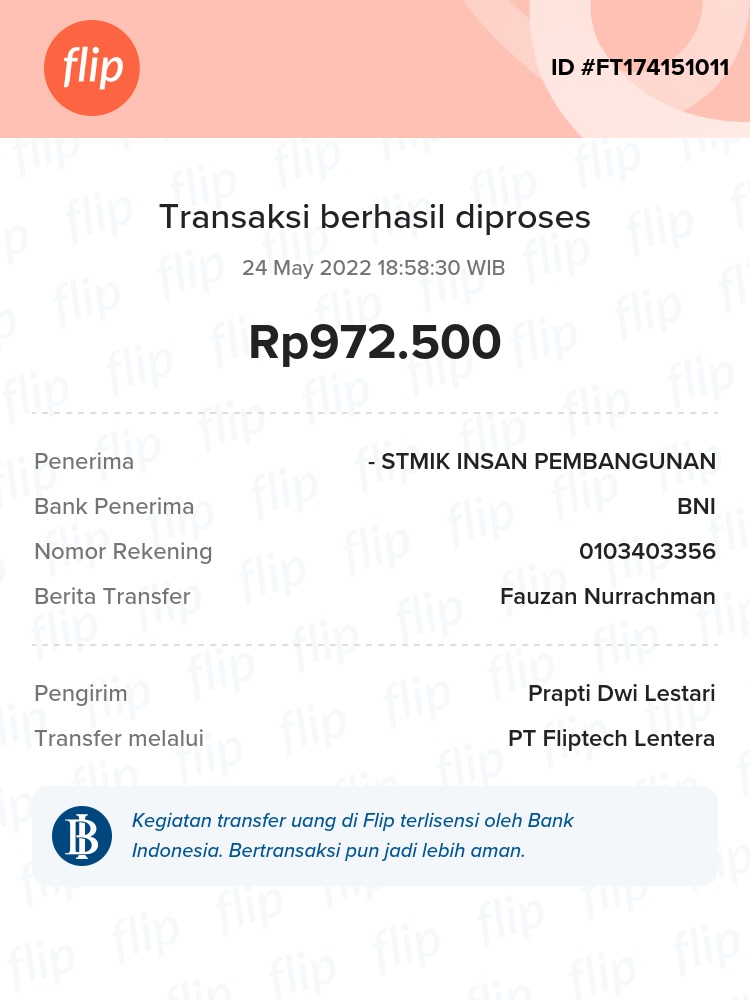 flip
ID #FT174151011
Transaksi berhasil diproses
24 May 2022 18:58:30 WIB
Rp972.500
Penerima - STMIK INSAN PEMBANGUNAN
Bank Penerima BNI
Nomor Rekening 0103403356
Berita Transfer Fauzan Nurrachman
Pengirim Prapti Dwi Lestari
Transfer melalui PT Fliptech Lentera
Kegiatan transfer uang di Flip terlisensi oleh Bank
Indonesia. Bertransaksi pun jadi lebih aman.